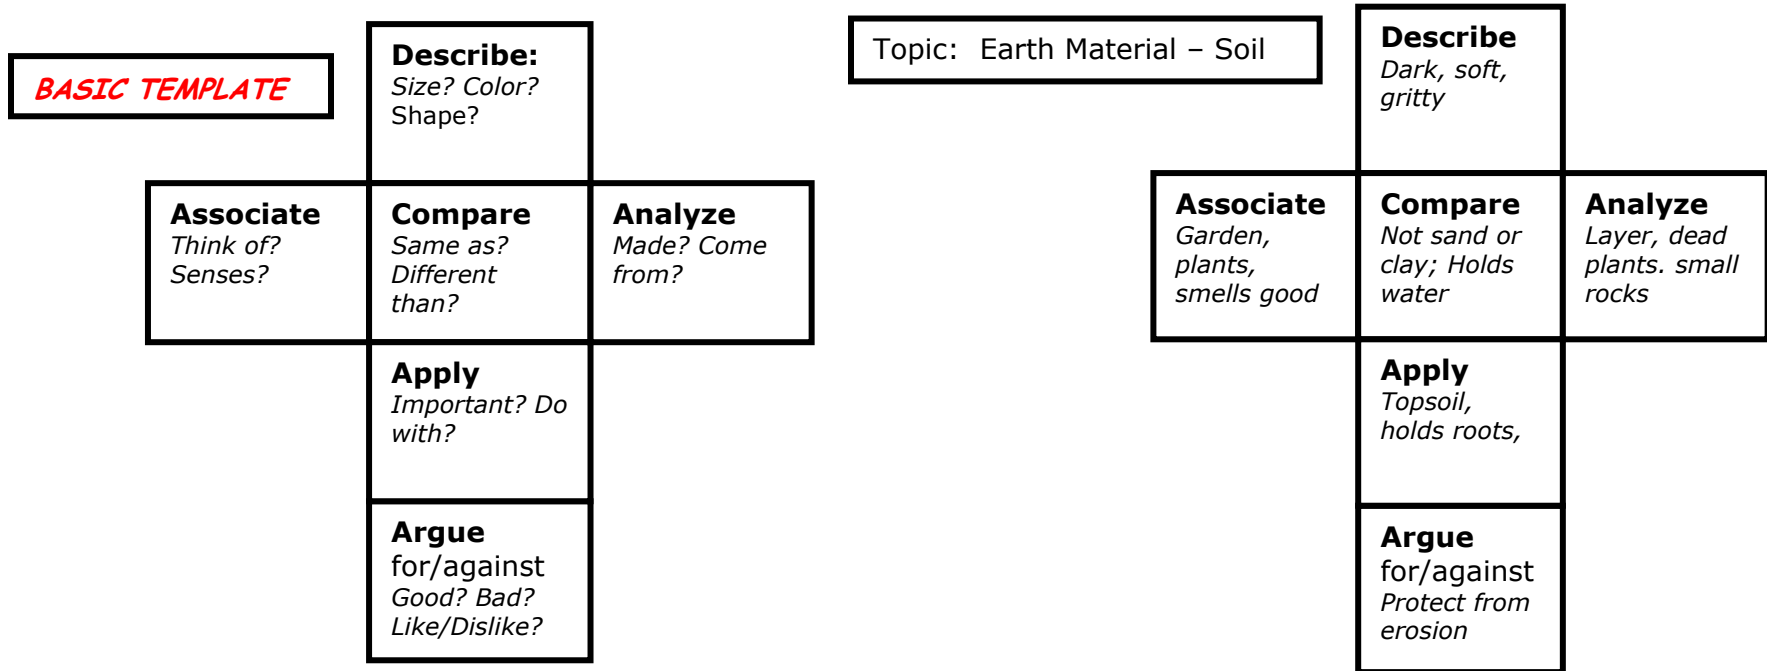 BASIC TEMPLATE
Describe:
Size? Color?
Shape?
Associate
Think of?
Senses?
Compare
Same as?
Different
than?
Analyze
Made? Come
from?
Apply
Important? Do
with?
Argue
for/against
Good? Bad?
Like/Dislike?
Topic: Earth Material – Soil
Describe
Dark, soft,
gritty
Associate
Garden,
plants,
smells good
Compare
Not sand or
clay; Holds
water
Analyze
Layer, dead
plants. small
rocks
Apply
Topsoil,
holds roots,
Argue
for/against
Protect from
erosion